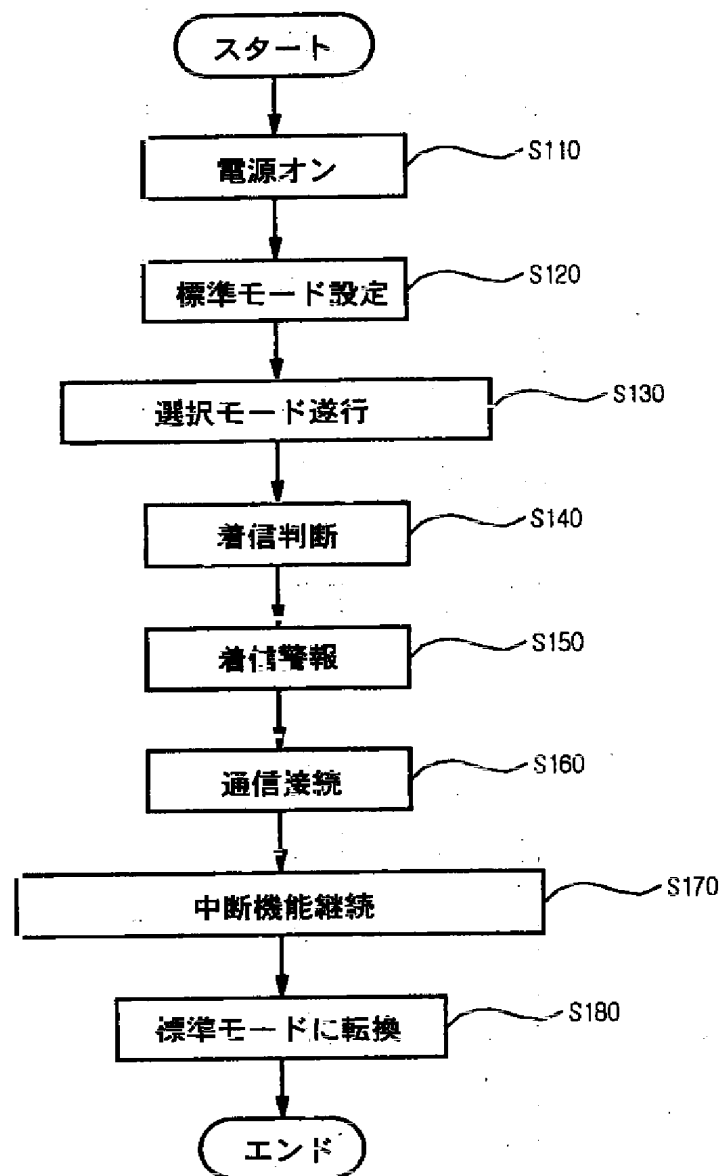 スタート
電源オン
S110
標準モード設定
S120
選択モード遂行
S130
着信判断
S140
着信警報
S150
通信接続
S160
中断機能継続
S170
標準モードに転換
S180
エンド